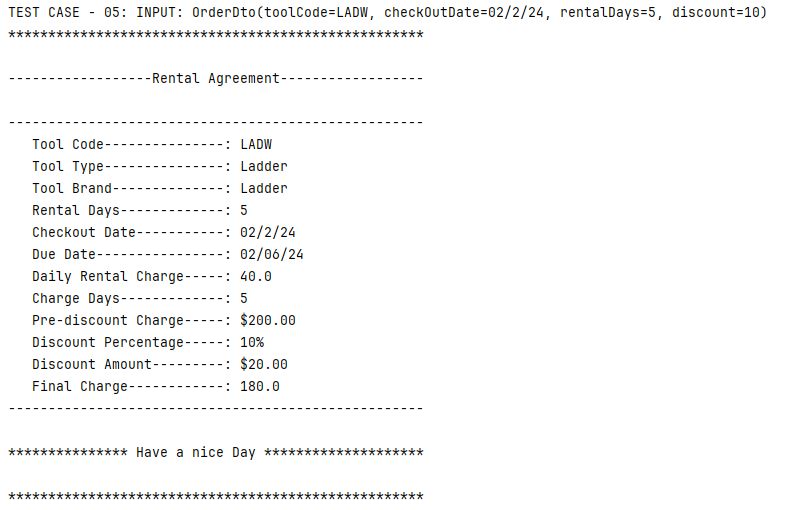 TEST CASE - 05: INPUT: OrderDto(toolCode=LADW, checkOutDate=02/2/24, rentalDays=5, discount=10)
****************************************************
------------------Rental Agreement------------------
----------------------------------------------------
Tool Code---------------: LADW
Tool Type---------------: Ladder
Tool Brand--------------: Ladder
Rental Days-------------: 5
Checkout Date-----------: 02/2/24
Due Date----------------: 02/06/24
Daily Rental Charge-----: 40.0
Charge Days-------------: 5
Pre-discount Charge-----: $200.00
Discount Percentage-----: 10%
Discount Amount---------: $20.00
Final Charge------------: 180.0
----------------------------------------------------
*************** Have a nice Day ********************
****************************************************